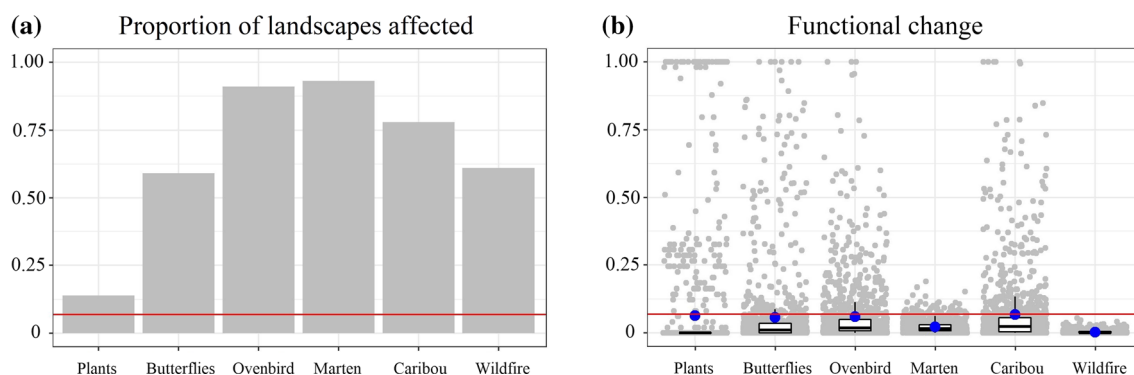 (a) Proportion of landscapes affected
1.00
0.75
0.50
0.25
0
Plants Butterflies Ovenbird Marten Caribou Wildfire
(b) Functional change
1.00
0.75
0.50
0.25
0
Plants Butterflies Ovenbird Marten Caribou Wildfire